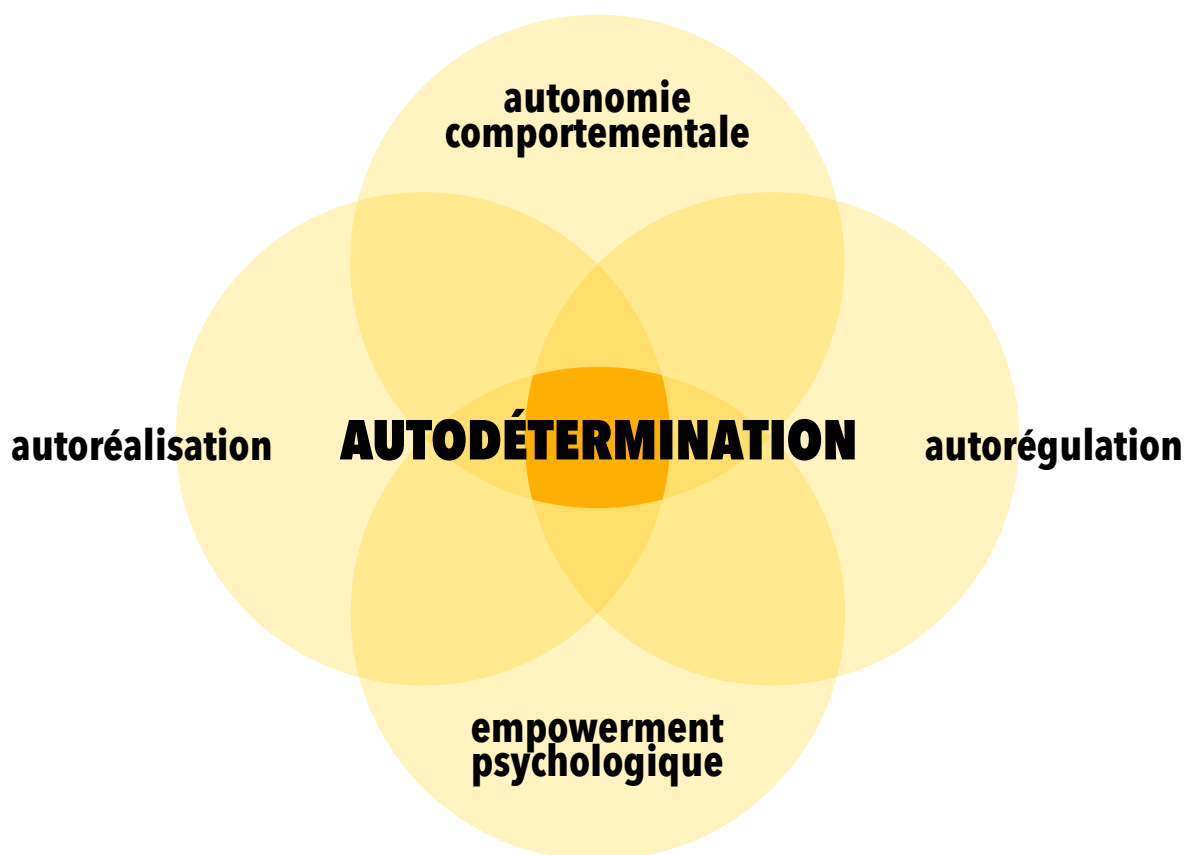 autonomie
comportementale
autoréalisation
AUTODÉTERMINATION
autorégulation
empowerment
psychologique